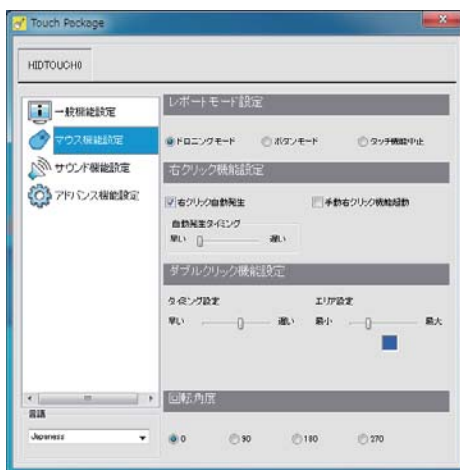 Touch Package
HIDTOUCH0
一般機能設定
マウス機能設定
サウンド機能設定
アドバンス機能設定
言語
Japanese
レポートモード設定
ドロニングモード
ボタンモード
タッチ機能中止
右クリック機能設定
右クリック自動発生
手動右クリック機能起動
自動発生タイミング
早い 遅い
ダブルクリック機能設定
タイミング設定
早い 遅い
エリア設定
最小 最大
回転角度
0 90 180 270